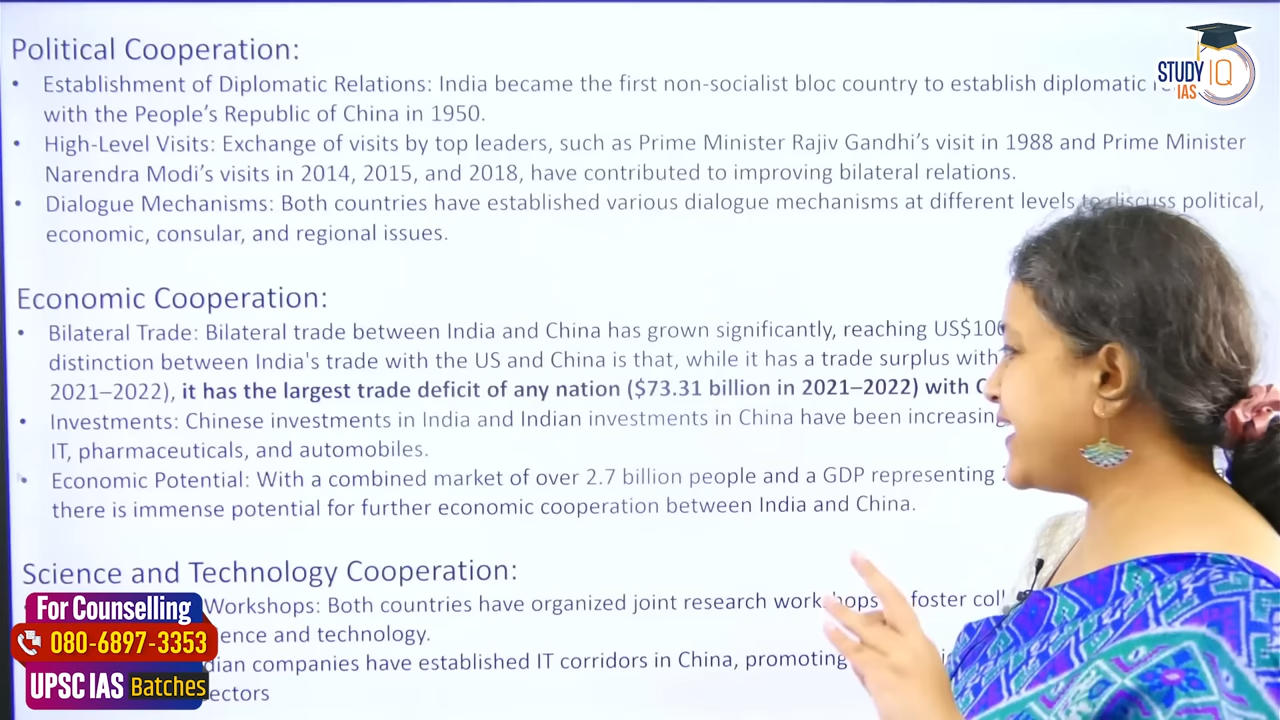 Political Cooperation:
• Establishment of Diplomatic Relations: India became the first non-socialist bloc country to establish diplomatic
with the People's Republic of China in 1950.
• High-Level Visits: Exchange of visits by top leaders, such as Prime Minister Rajiv Gandhi's visit in 1988 and Prime Minister
Narendra Modi's visits in 2014, 2015, and 2018, have contributed to improving bilateral relations.
• Dialogue Mechanisms: Both countries have established various dialogue mechanisms at different levels to discuss political,
economic, consular, and regional issues.
Economic Cooperation:
• Bilateral Trade: Bilateral trade between India and China has grown significantly, reaching
distinction between India's trade with the US and China is that, while it has a trade surplus with
2021–2022), it has the largest trade deficit of any nation ($73.31 billion in 2021–2022) with
• Investments: Chinese investments in India and Indian investments in China have been increasing
IT, pharmaceuticals, and automobiles.
• Economic Potential: With a combined market of over 2.7 billion people and a GDP representing
there is immense potential for further economic cooperation between India and China.
Science and Technology Cooperation:
Workshops: Both countries have organized joint research workshops foster
and technology.
companies have established IT corridors in China, promoting
STUDY IQ
IAS
For Counselling
080-6897-3353
UPSC IAS Batches